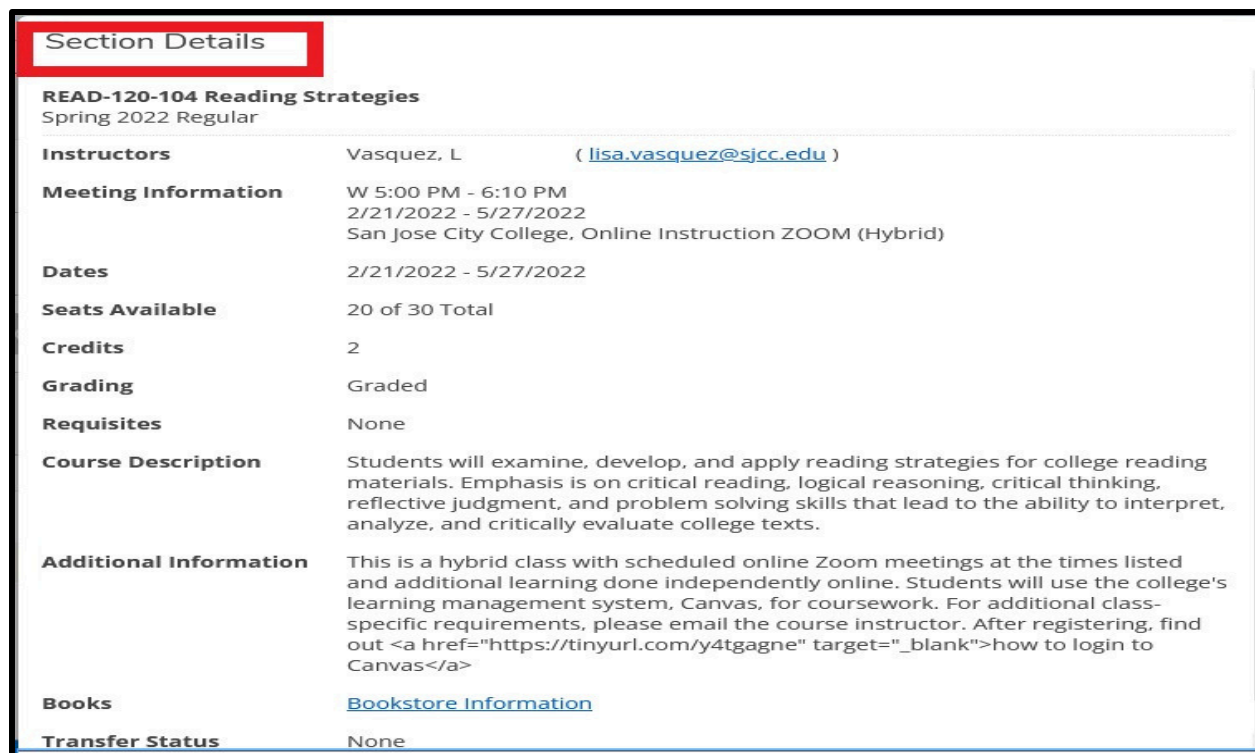 Section Details
READ-120-104 Reading Strategies
Spring 2022 Regular
Instructors Vasquez, L ( lisa.vasquez@sjcc.edu )
Meeting Information W 5:00 PM - 6:10 PM
2/21/2022 - 5/27/2022
San Jose City College, Online Instruction ZOOM (Hybrid)
Dates 2/21/2022 - 5/27/2022
Seats Available 20 of 30 Total
Credits 2
Grading Graded
Requisites None
Course Description Students will examine, develop, and apply reading strategies for college reading
materials. Emphasis is on critical reading, logical reasoning, critical thinking,
reflective judgment, and problem solving skills that lead to the ability to interpret,
analyze, and critically evaluate college texts.
Additional Information This is a hybrid class with scheduled online Zoom meetings at the times listed
and additional learning done independently online. Students will use the college's
learning management system, Canvas, for coursework. For additional class-
specific requirements, please email the course instructor. After registering, find
out <a href="https://tinyurl.com/y4tgagne" target="_blank">how to login to
Canvas</a>
Books Bookstore Information
Transfer Status None